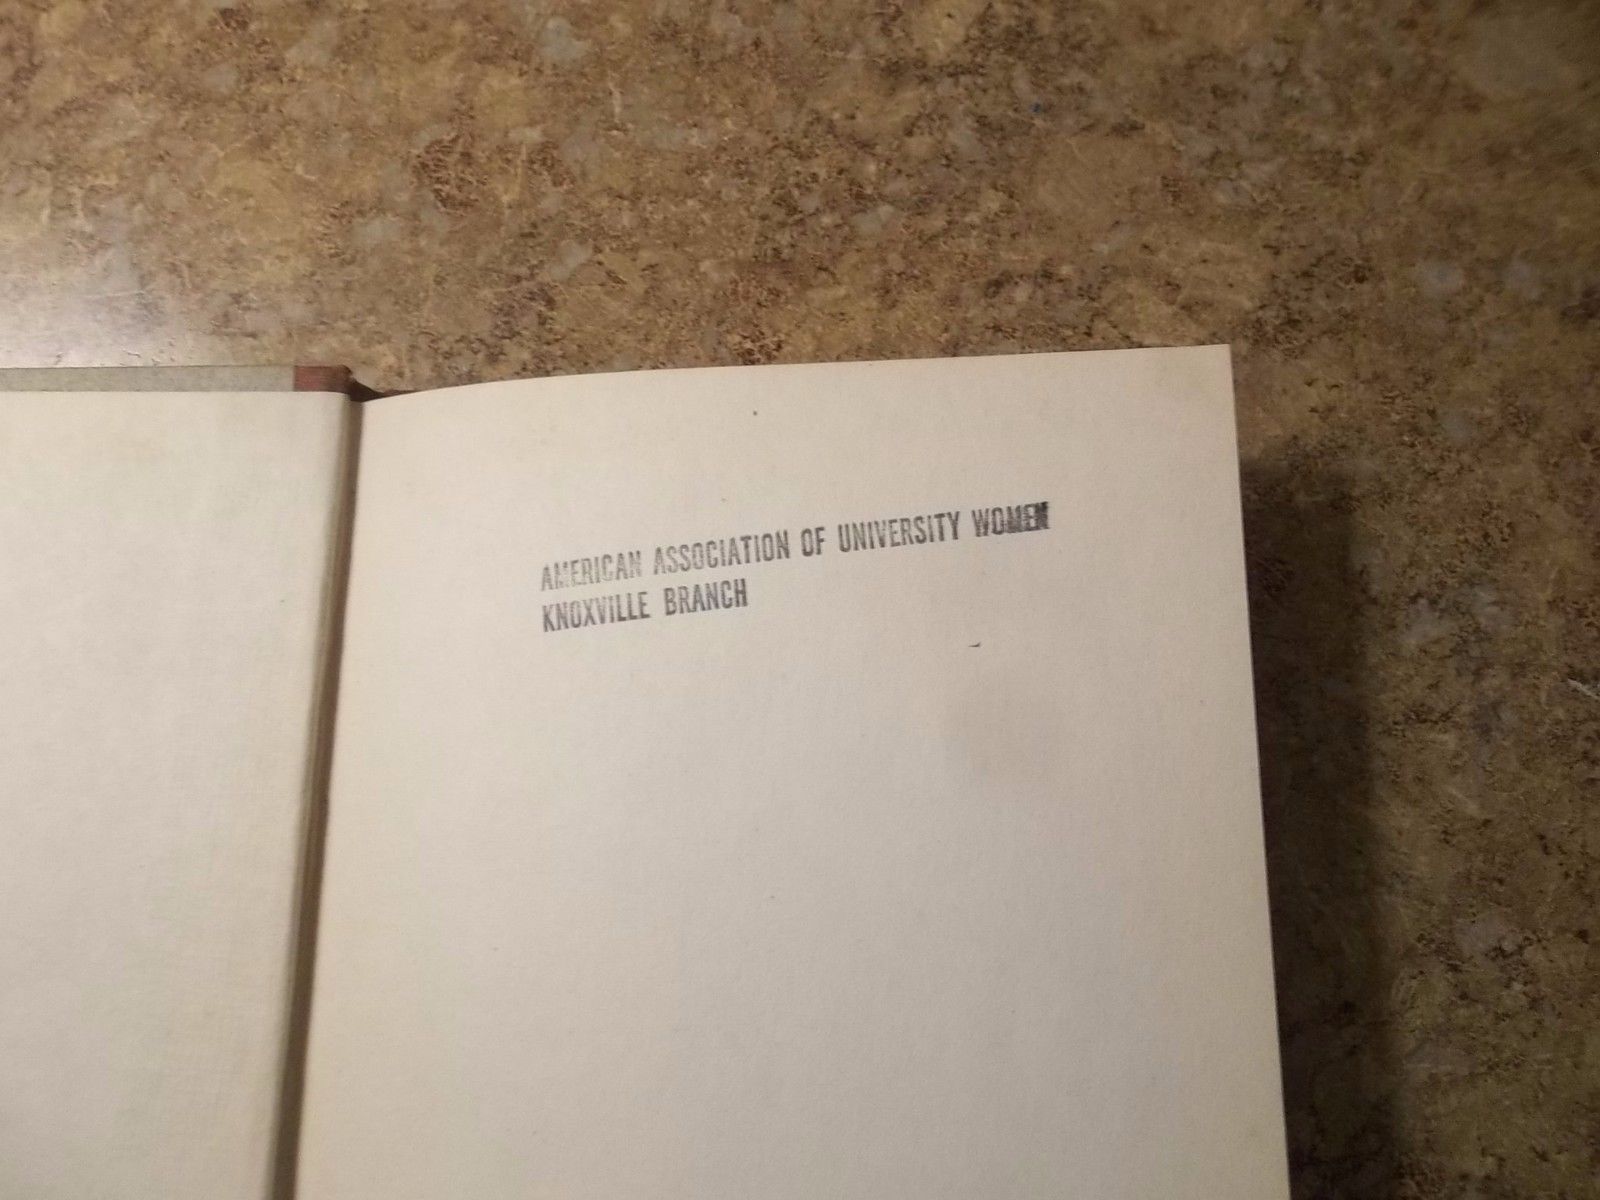 AMERICAN ASSOCIATION OF UNIVERSITY WOMEN
KNOXVILLE BRANCH